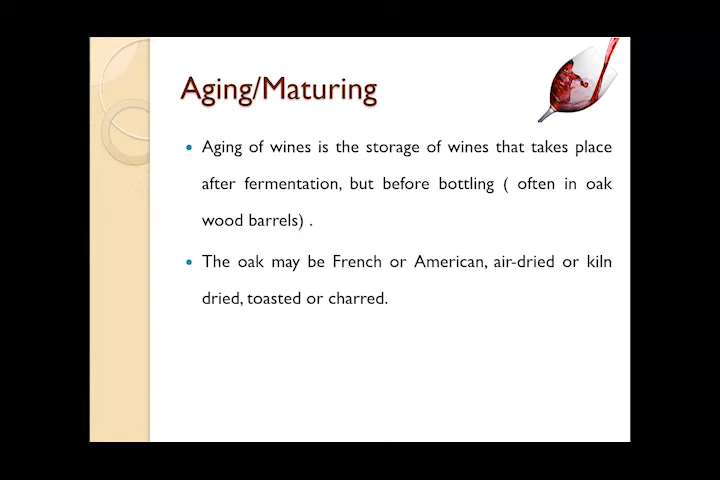 Aging/Maturing
Aging of wines is the storage of wines that takes place
after fermentation, but before bottling ( often in oak
wood barrels) .
The oak may be French or American, air-dried or kiln
dried, toasted or charred.